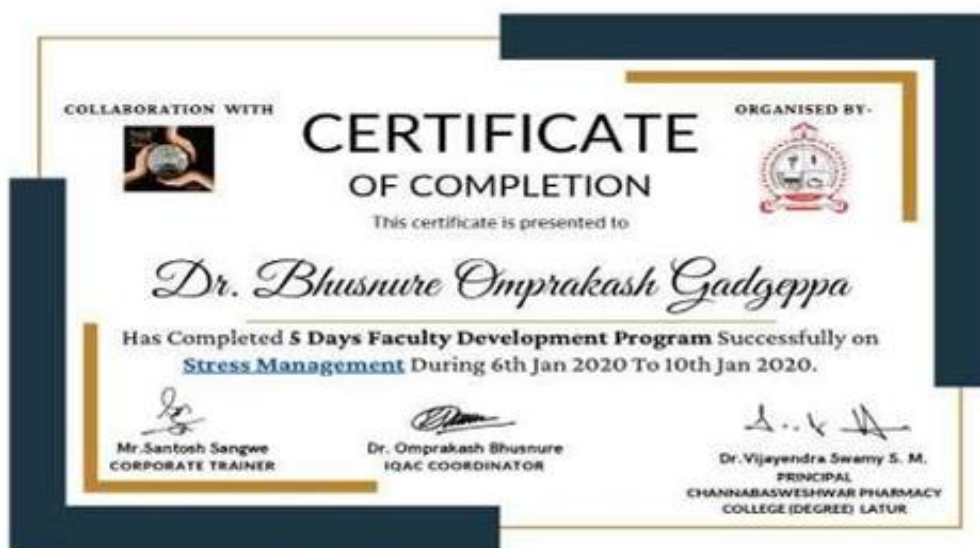 COLLABORATION WITH
ORGANISED BY-
CERTIFICATE
OF COMPLETION
This certificate is presented to
Dr. Bhusnure Omprakash Gadgeppa
Has Completed 5 Days Faculty Development Program Successfully on
Stress Management During 6th Jan 2020 To 10th Jan 2020.
Mr.Santosh Sangwe
CORPORATE TRAINER
Dr. Omprakash Bhusnure
IQAC COORDINATOR
Dr.Vijayendra Swamy S. M.
PRINCIPAL
CHANNABASWESHWAR PHARMACY
COLLEGE (DEGREE) LATUR